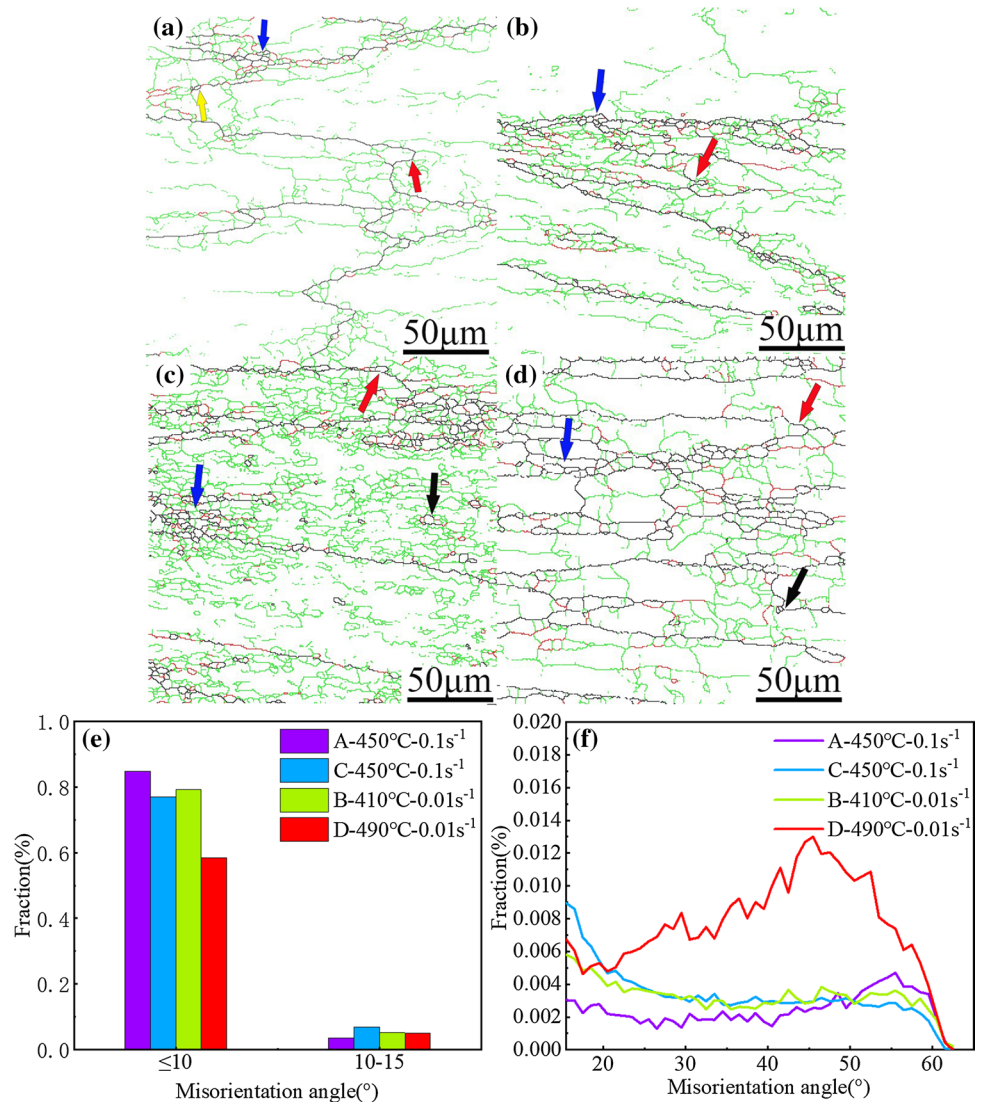 (a)
(b)
50μm
50μm
(c)
(d)
50μm
50μm
(e)
A-450℃-0.1s⁻¹
C-450℃-0.1s⁻¹
B-410℃-0.01s⁻¹
D-490℃-0.01s⁻¹
Fraction(%)
1.0
0.8
0.6
0.4
0.2
0.0
≤10
10-15
Misorientation angle(°)
(f)
A-450℃-0.1s⁻¹
C-450℃-0.1s⁻¹
B-410℃-0.01s⁻¹
D-490℃-0.01s⁻¹
Fraction(%)
0.020
0.018
0.016
0.014
0.012
0.010
0.008
0.006
0.004
0.002
0.000
20
30
40
50
60
Misorientation angle(°)